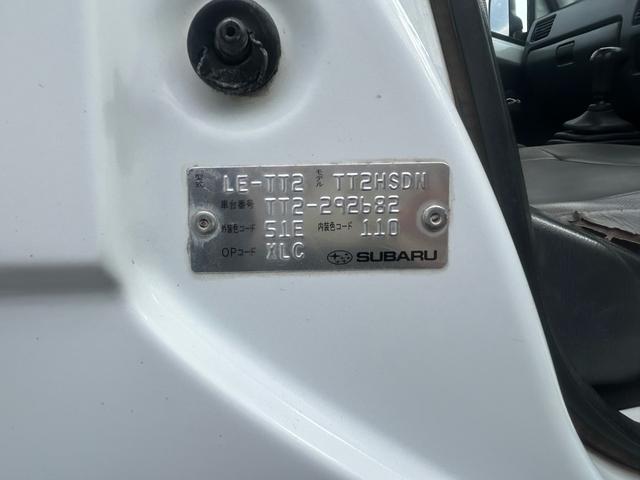 型式 LE-TT2 モデル TT2HSDN
車台番号 TT2-292682
外装色コード 51E 内装色コード 110
OPコード XLC SUBARU